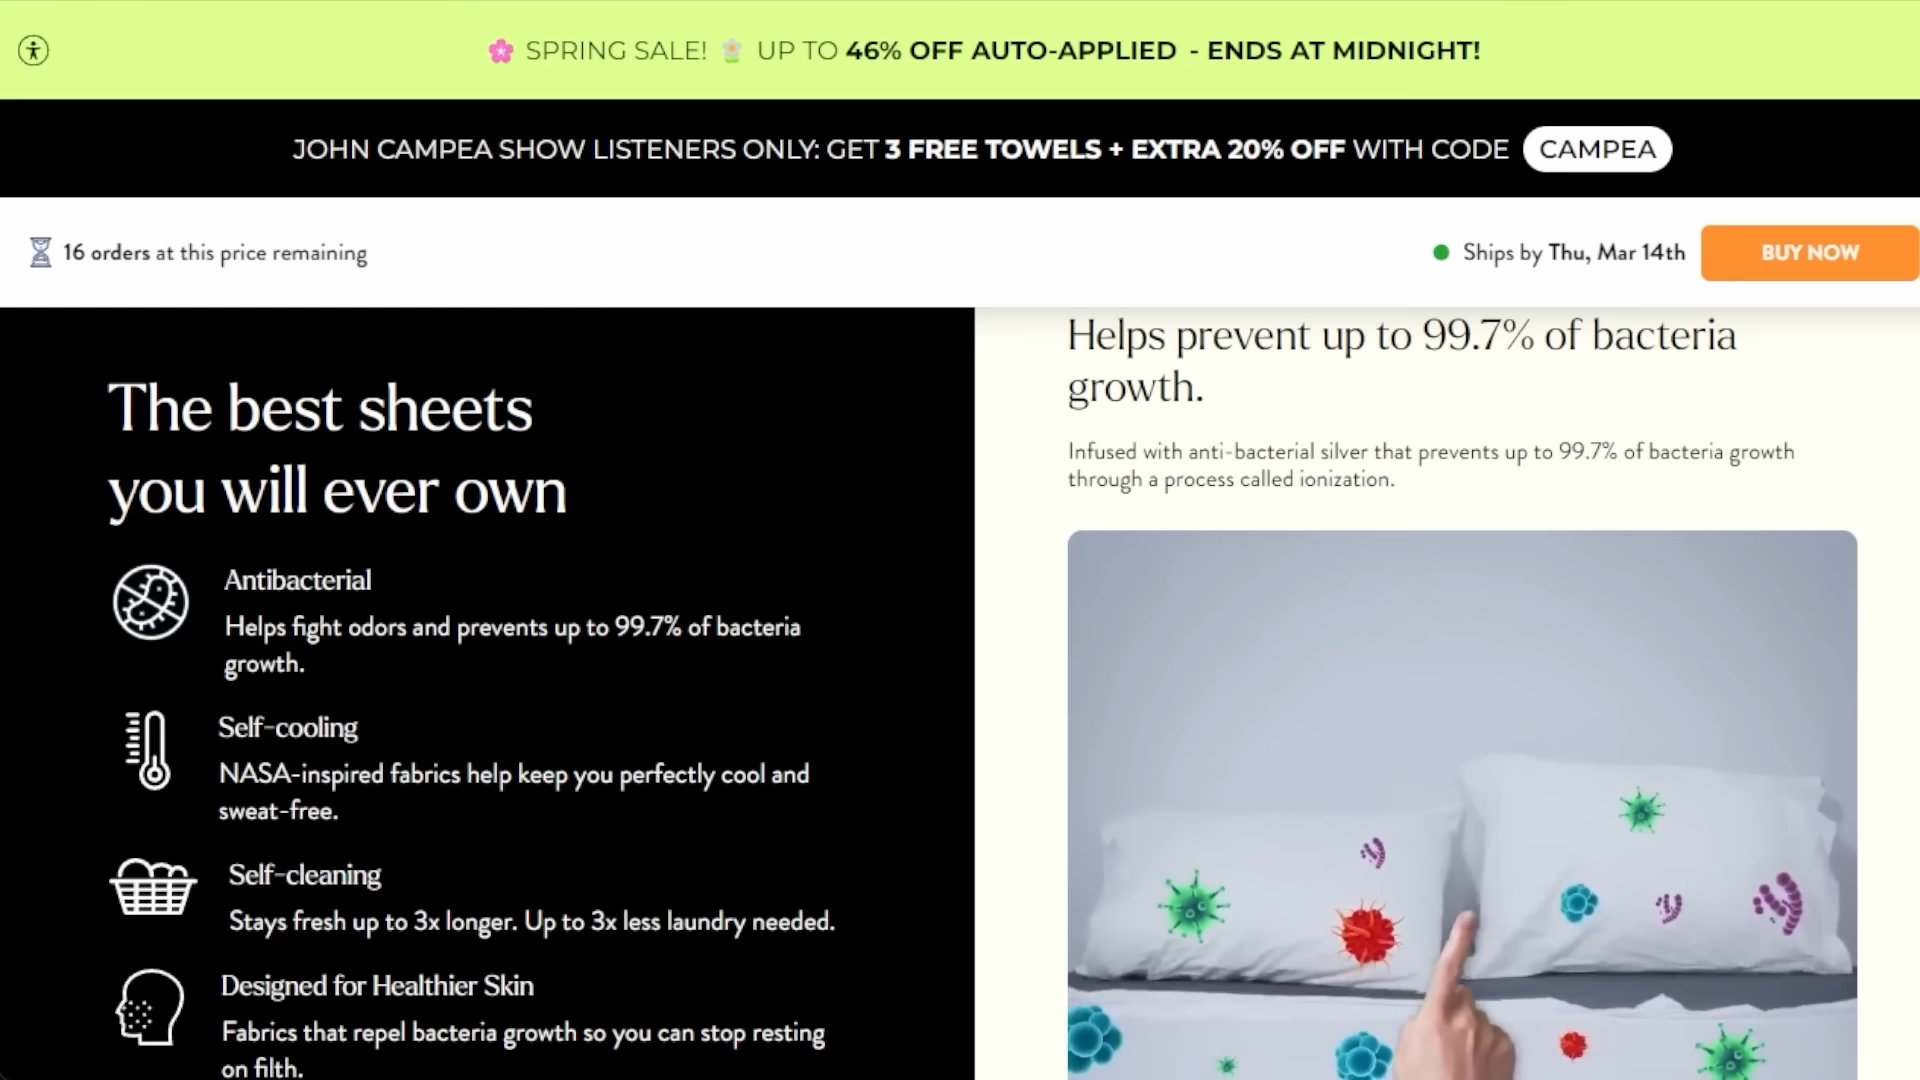 SPRING SALE! UP TO 46% OFF AUTO-APPLIED - ENDS AT MIDNIGHT!
JOHN CAMPEA SHOW LISTENERS ONLY: GET 3 FREE TOWELS + EXTRA 20% OFF WITH CODE CAMPEA
16 orders at this price remaining
Ships by Thu, Mar 14th
BUY NOW
The best sheets
you will ever own
Antibacterial
Helps fight odors and prevents up to 99.7% of bacteria
growth.
Self-cooling
NASA-inspired fabrics help keep you perfectly cool and
sweat-free.
Self-cleaning
Stays fresh up to 3x longer. Up to 3x less laundry needed.
Designed for Healthier Skin
Fabrics that repel bacteria growth so you can stop resting
on filth.
Helps prevent up to 99.7% of bacteria
growth.
Infused with anti-bacterial silver that prevents up to 99.7% of bacteria growth
through a process called ionization.